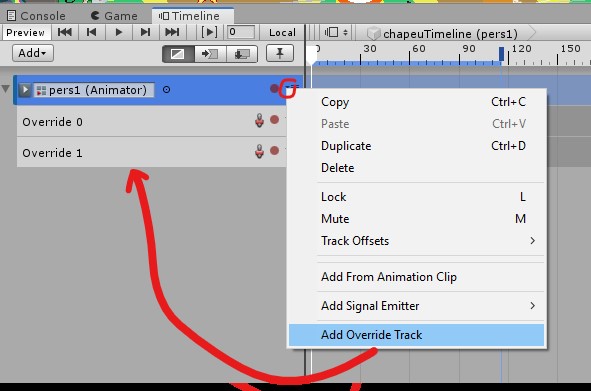 Console Game Timeline
Preview 0 Local
chapeuTimeline (pers1)
Add
0 30 60 90 120 150
pers1 (Animator)
Override 0
Override 1
Copy Ctrl+C
Paste Ctrl+V
Duplicate Ctrl+D
Delete
Lock L
Mute M
Track Offsets
Add From Animation Clip
Add Signal Emitter
Add Override Track